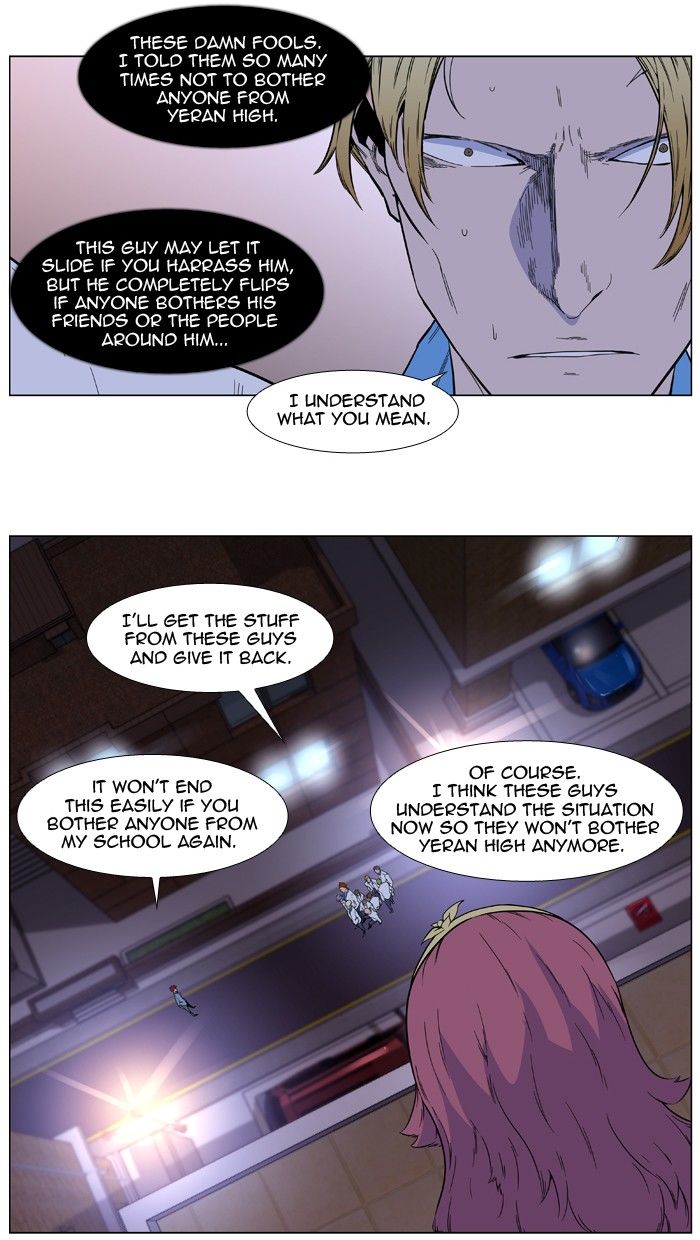 THESE DAMN FOOLS.
I TOLD THEM SO MANY
TIMES NOT TO BOTHER
ANYONE FROM
YERAN HIGH.
THIS GUY MAY LET IT
SLIDE IF YOU HARRASS HIM,
BUT HE COMPLETELY FLIPS
IF ANYONE BOTHERS HIS
FRIENDS OR THE PEOPLE
AROUND HIM...
I UNDERSTAND
WHAT YOU MEAN.
I'LL GET THE STUFF
FROM THESE GUYS
AND GIVE IT BACK.
IT WON'T END
THIS EASILY IF YOU
BOTHER ANYONE FROM
MY SCHOOL AGAIN.
OF COURSE.
I THINK THESE GUYS
UNDERSTAND THE SITUATION
NOW SO THEY WON'T BOTHER
YERAN HIGH ANYMORE.